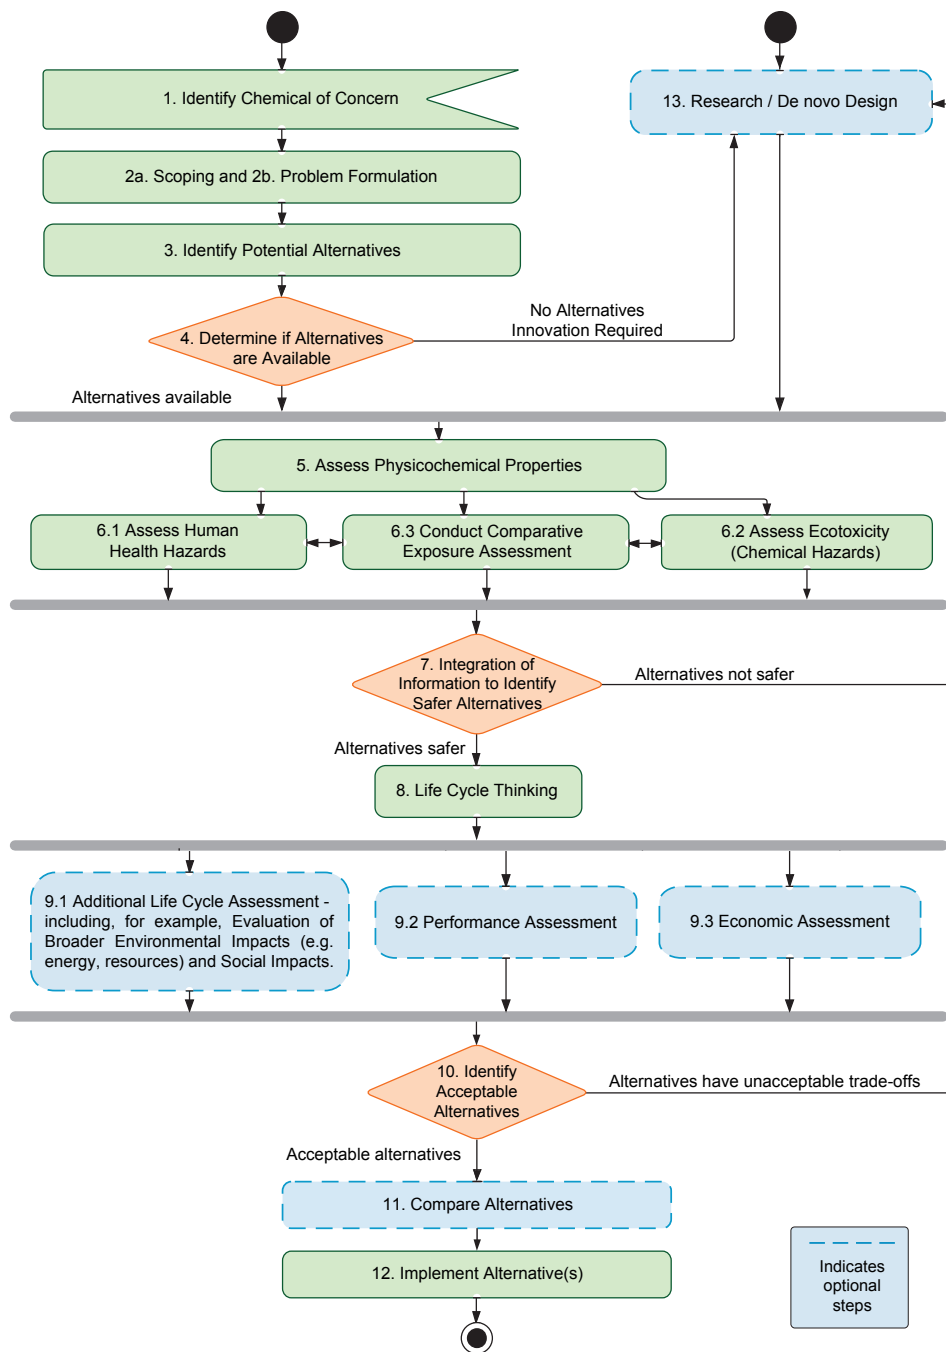 1. Identify Chemical of Concern
13. Research / De novo Design
2a. Scoping and 2b. Problem Formulation
3. Identify Potential Alternatives
No Alternatives
Innovation Required
4. Determine if Alternatives
are Available
Alternatives available
5. Assess Physicochemical Properties
6.1 Assess Human
Health Hazards
6.3 Conduct Comparative
Exposure Assessment
6.2 Assess Ecotoxicity
(Chemical Hazards)
7. Integration of
Information to Identify
Safer Alternatives
Alternatives not safer
Alternatives safer
8. Life Cycle Thinking
9.1 Additional Life Cycle Assessment -
including, for example, Evaluation of
Broader Environmental Impacts (e.g.
energy, resources) and Social Impacts.
9.2 Performance Assessment
9.3 Economic Assessment
10. Identify
Acceptable
Alternatives
Alternatives have unacceptable trade-offs
Acceptable alternatives
11. Compare Alternatives
12. Implement Alternative(s)
Indicates
optional
steps